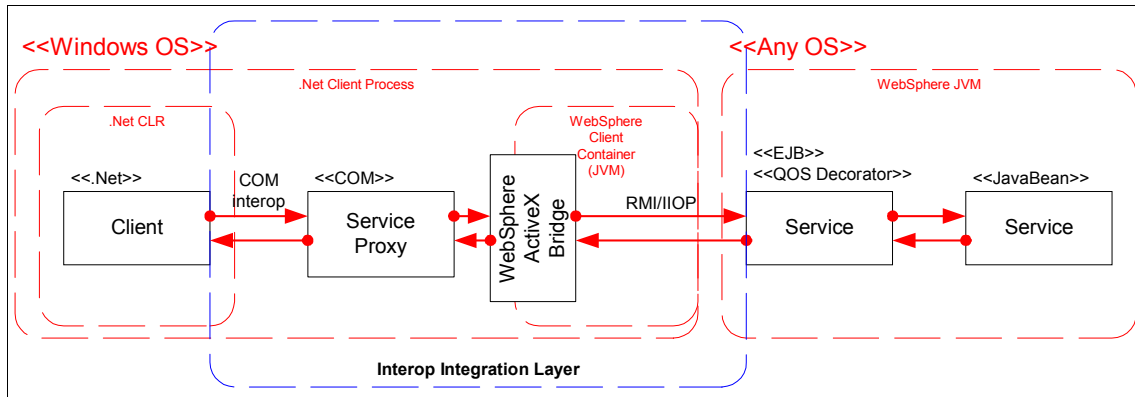 <<Windows OS>>
<<Any OS>>
.Net Client Process
WebSphere JVM
.Net CLR
WebSphere
Client
Container
(JVM)
<<.Net>>
Client
COM
interop
<<COM>>
Service
Proxy
WebSphere
ActiveX
Bridge
RMI/IIOP
<<EJB>>
<<QOS Decorator>>
Service
<<JavaBean>>
Service
Interop Integration Layer